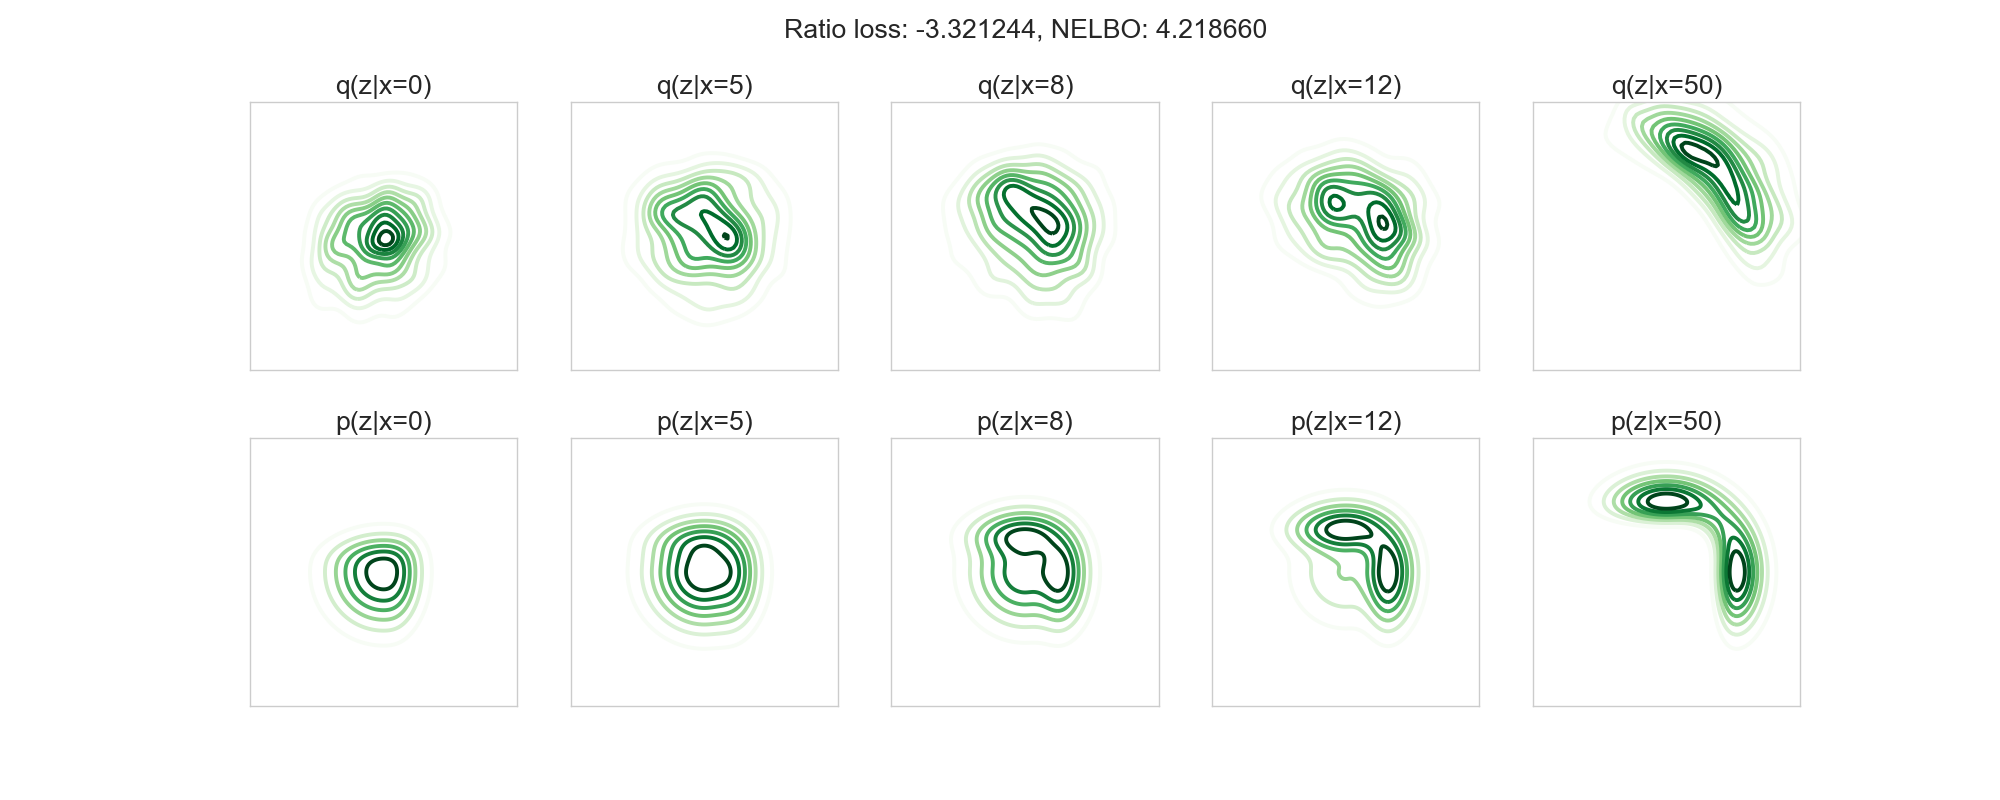 Ratio loss: -3.321244, NELBO: 4.218660
q(z|x=0) q(z|x=5) q(z|x=8) q(z|x=12) q(z|x=50)
p(z|x=0) p(z|x=5) p(z|x=8) p(z|x=12) p(z|x=50)